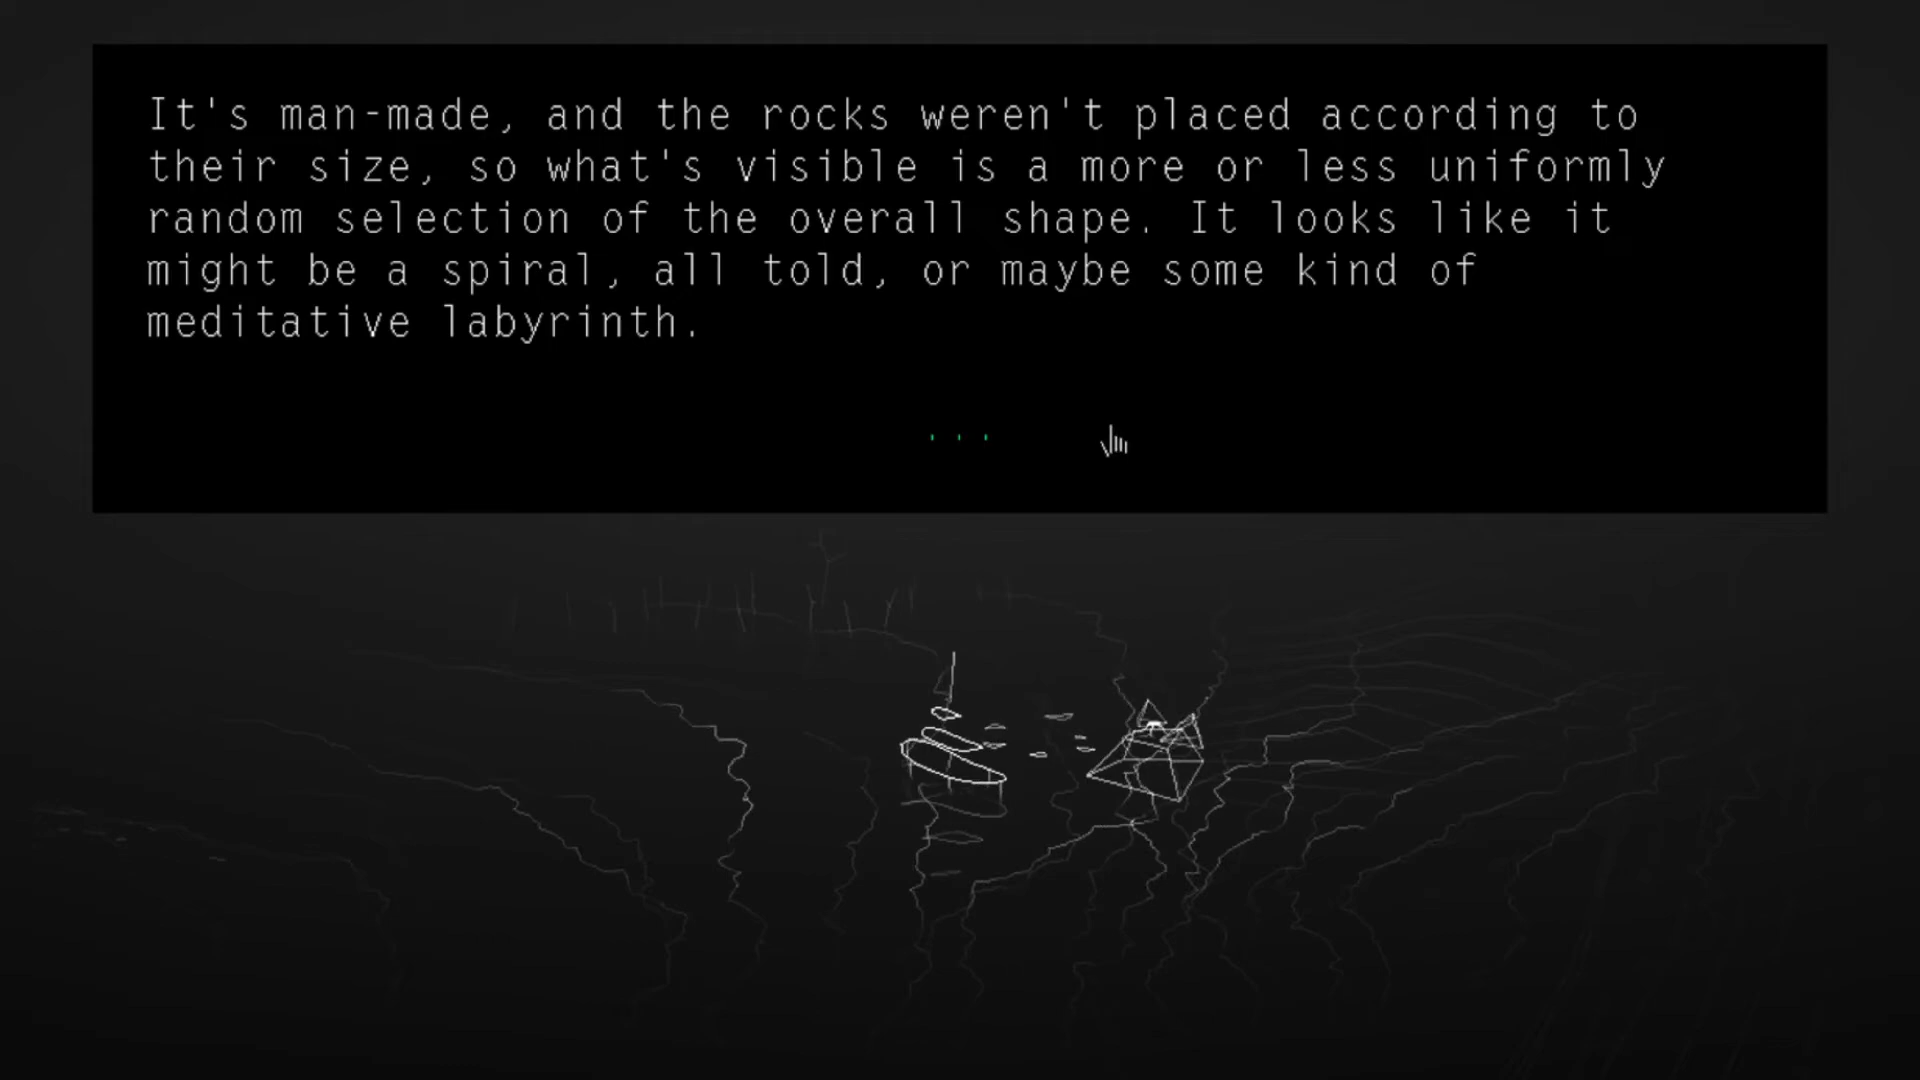 It's man-made, and the rocks weren't placed according to
their size, so what's visible is a more or less uniformly
random selection of the overall shape. It looks like it
might be a spiral, all told, or maybe some kind of
meditative labyrinth.
...